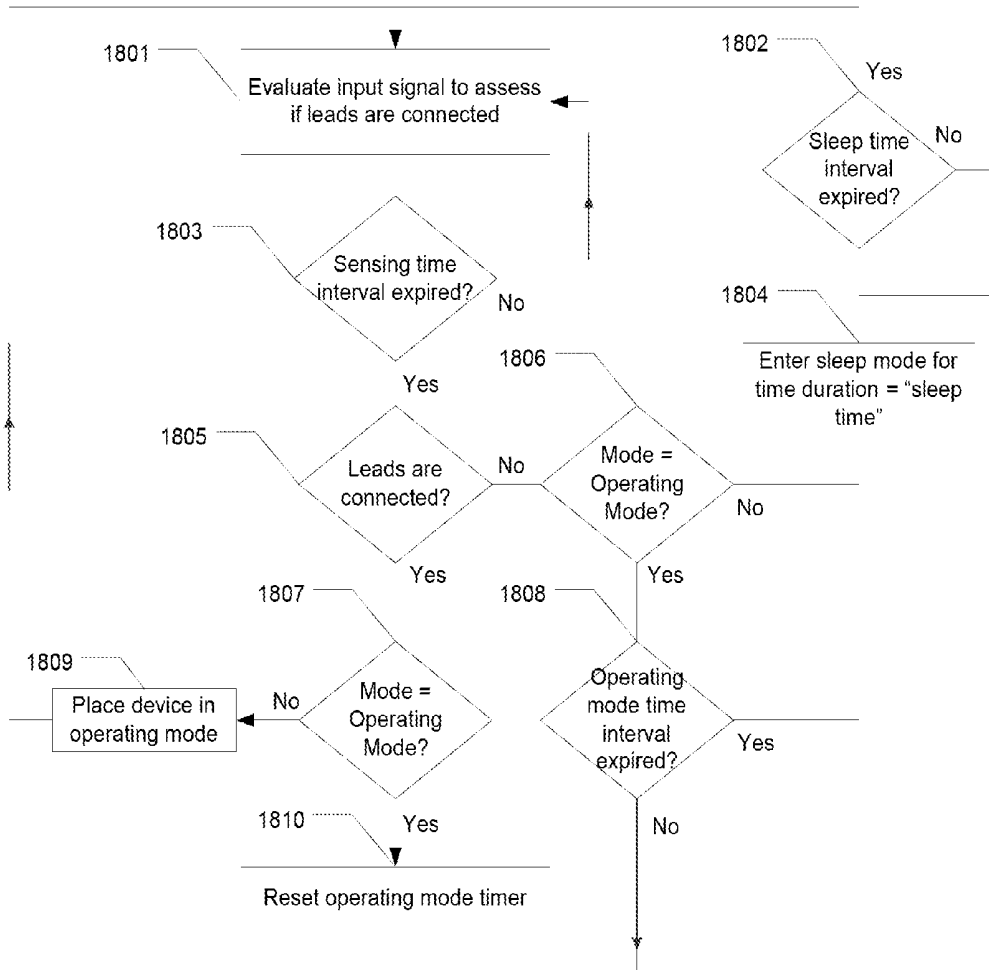 1801
Evaluate input signal to assess
if leads are connected
1802
Yes
No
Sleep time
interval
expired?
1803
Sensing time
interval expired?
No
Yes
1804
Enter sleep mode for
time duration = “sleep
time”
1805
Leads are
connected?
No
Yes
1806
Mode =
Operating
Mode?
No
Yes
1807
Mode =
Operating
Mode?
No
Yes
1808
Operating
mode time
interval
expired?
Yes
No
1809
Place device in
operating mode
1810
Reset operating mode timer